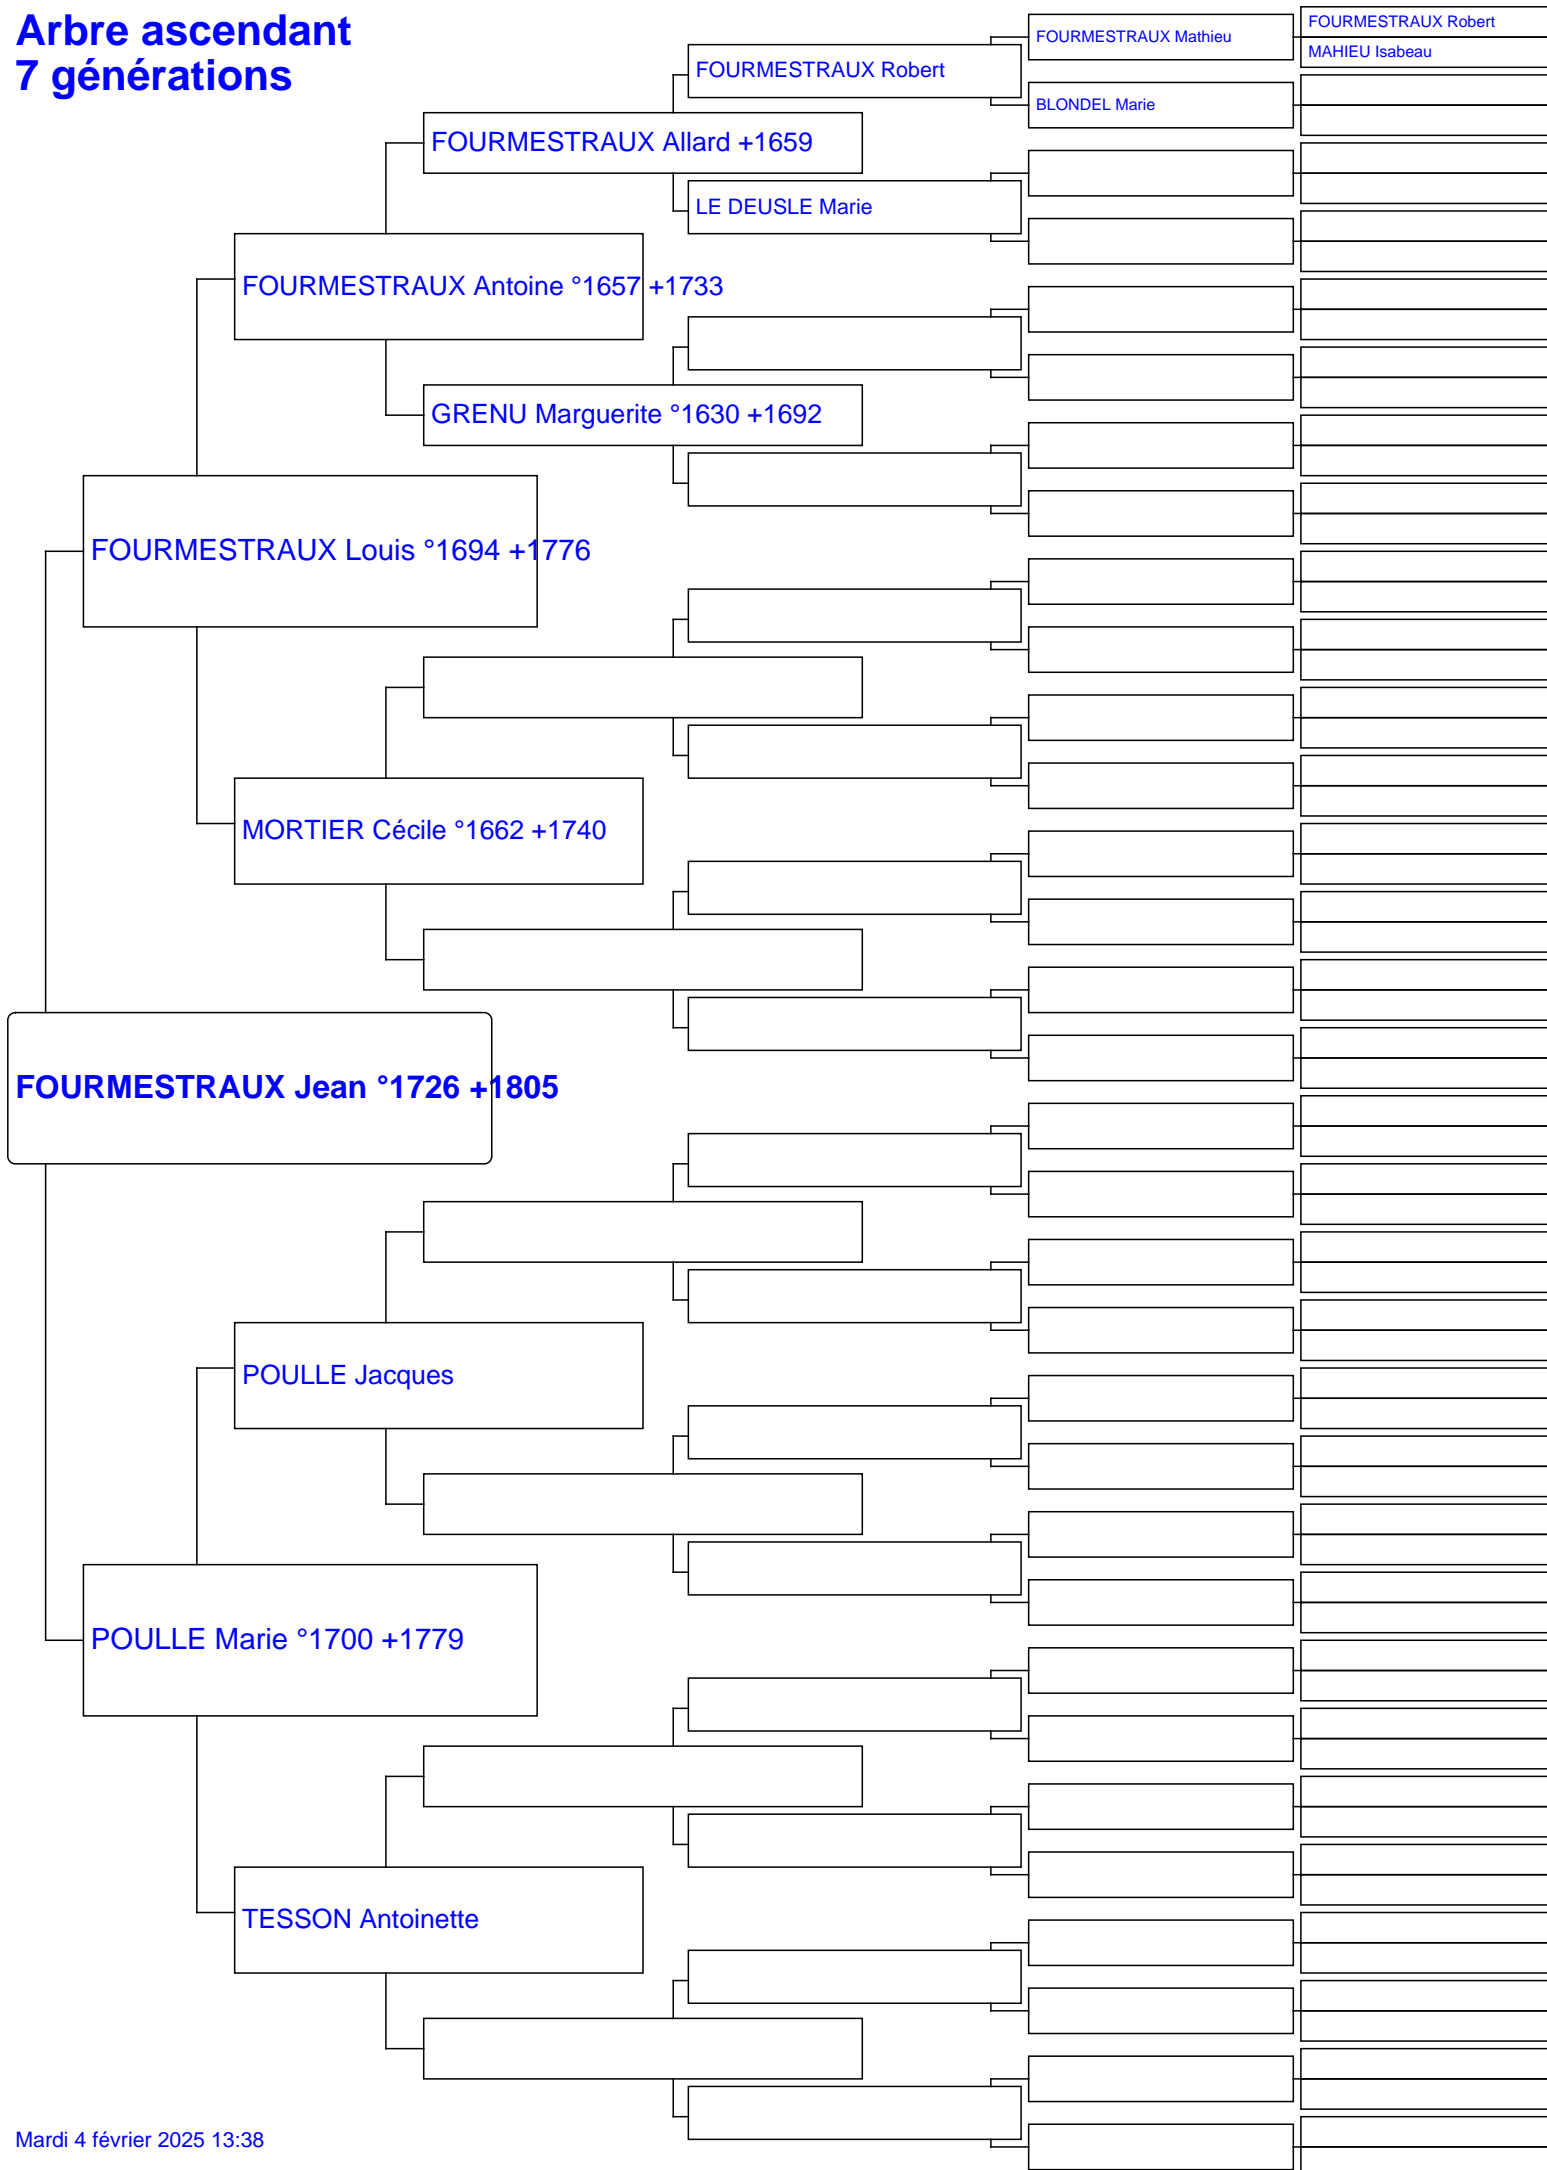 Arbre ascendant
7 générations
FOURMESTRAUX Robert
MAHIEU Isabeau
FOURMESTRAUX Mathieu
FOURMESTRAUX Robert
BLONDEL Marie
FOURMESTRAUX Allard +1659
LE DEUSLE Marie
FOURMESTRAUX Antoine °1657 +1733
GRENU Marguerite °1630 +1692
FOURMESTRAUX Louis °1694 +1776
MORTIER Cécile °1662 +1740
FOURMESTRAUX Jean °1726 +1805
POULLE Jacques
POULLE Marie °1700 +1779
TESSON Antoinette
Mardi 4 février 2025 13:38